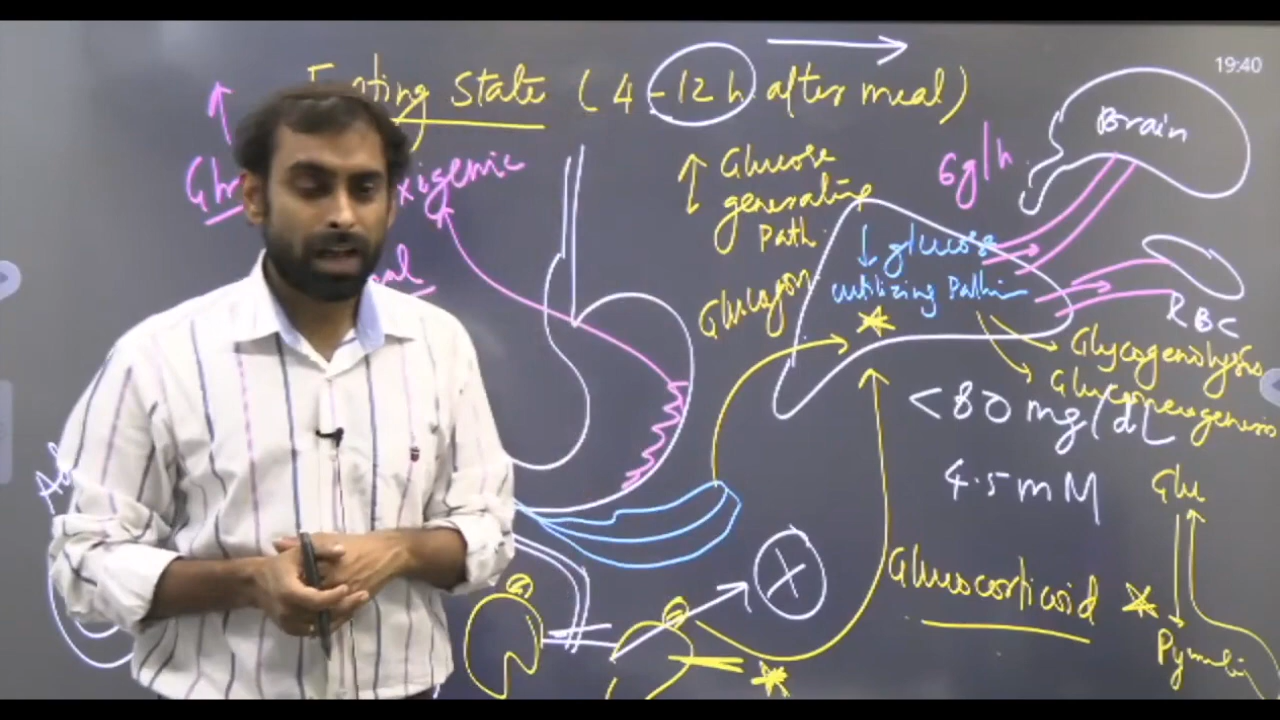 19:40
Fasting State (4-12 h after meal)
xigenic
↑ Glucose
generating
Path.
Glucagon
↓ glucose
utilizing Path
6g/h
Brain
RBC
Glycogenolysis
Gluconeogenesis
<80 mg/dL
4.5 mM
Glucocorticoid
Glu